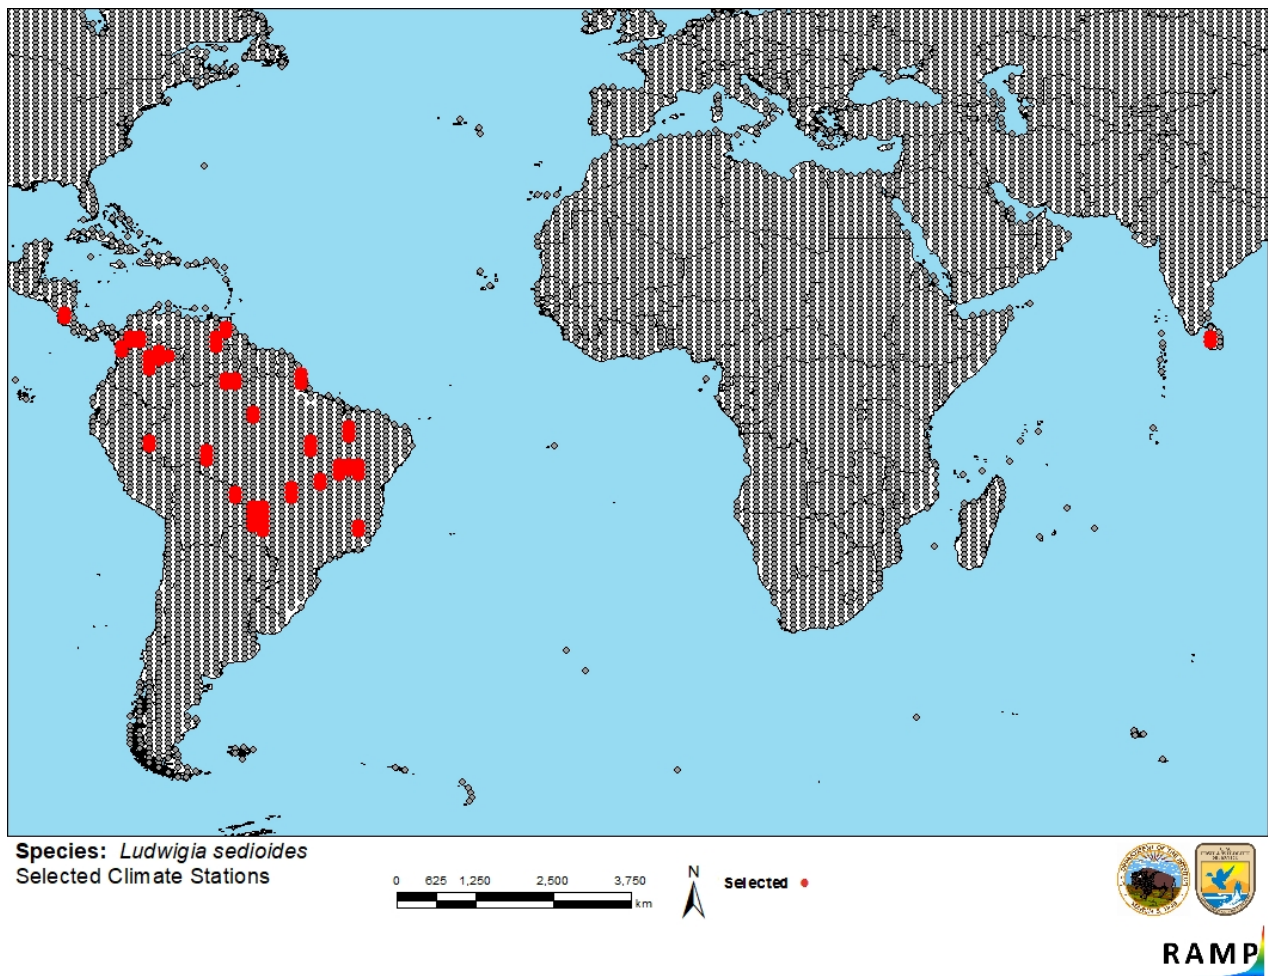 Species: Ludwigia sedioides
Selected Climate Stations
0 625 1,250 2,500 3,750
km
N
Selected
RAMP